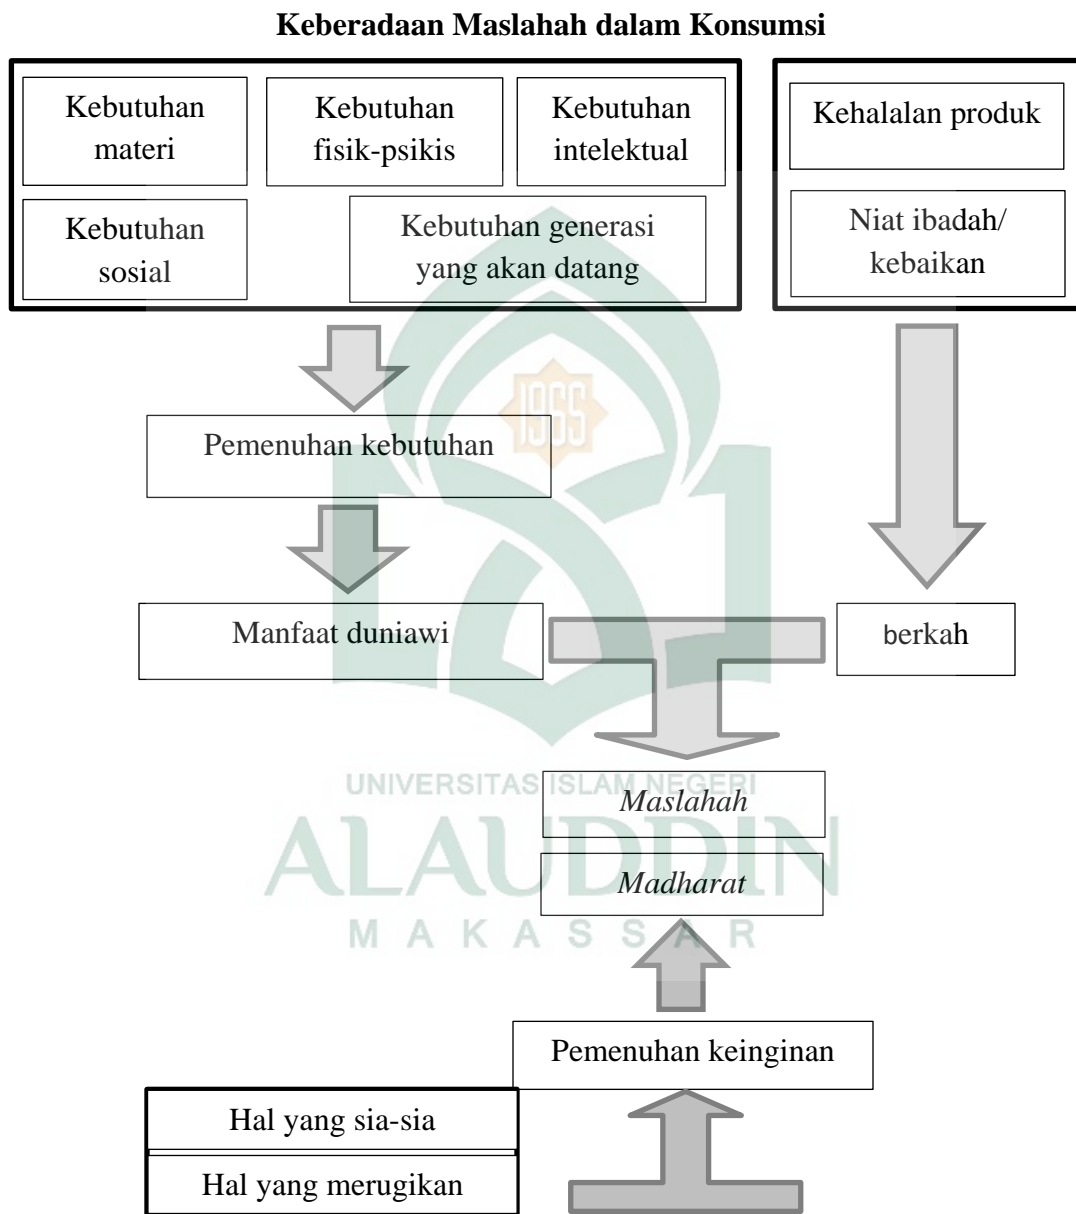 Keberadaan Maslahah dalam Konsumsi
Kebutuhan
materi
Kebutuhan
fisik-psikis
Kebutuhan
intelektual
Kehalalan produk
Kebutuhan
sosial
Kebutuhan generasi
yang akan datang
Niat ibadah/
kebaikan
1965
Pemenuhan kebutuhan
Manfaat duniawi
berkah
UNIVERSITAS ISLAM NEGERI
Maslahah
ALAUDDIN
Madharat
MAKASSAR
Pemenuhan keinginan
Hal yang sia-sia
Hal yang merugikan